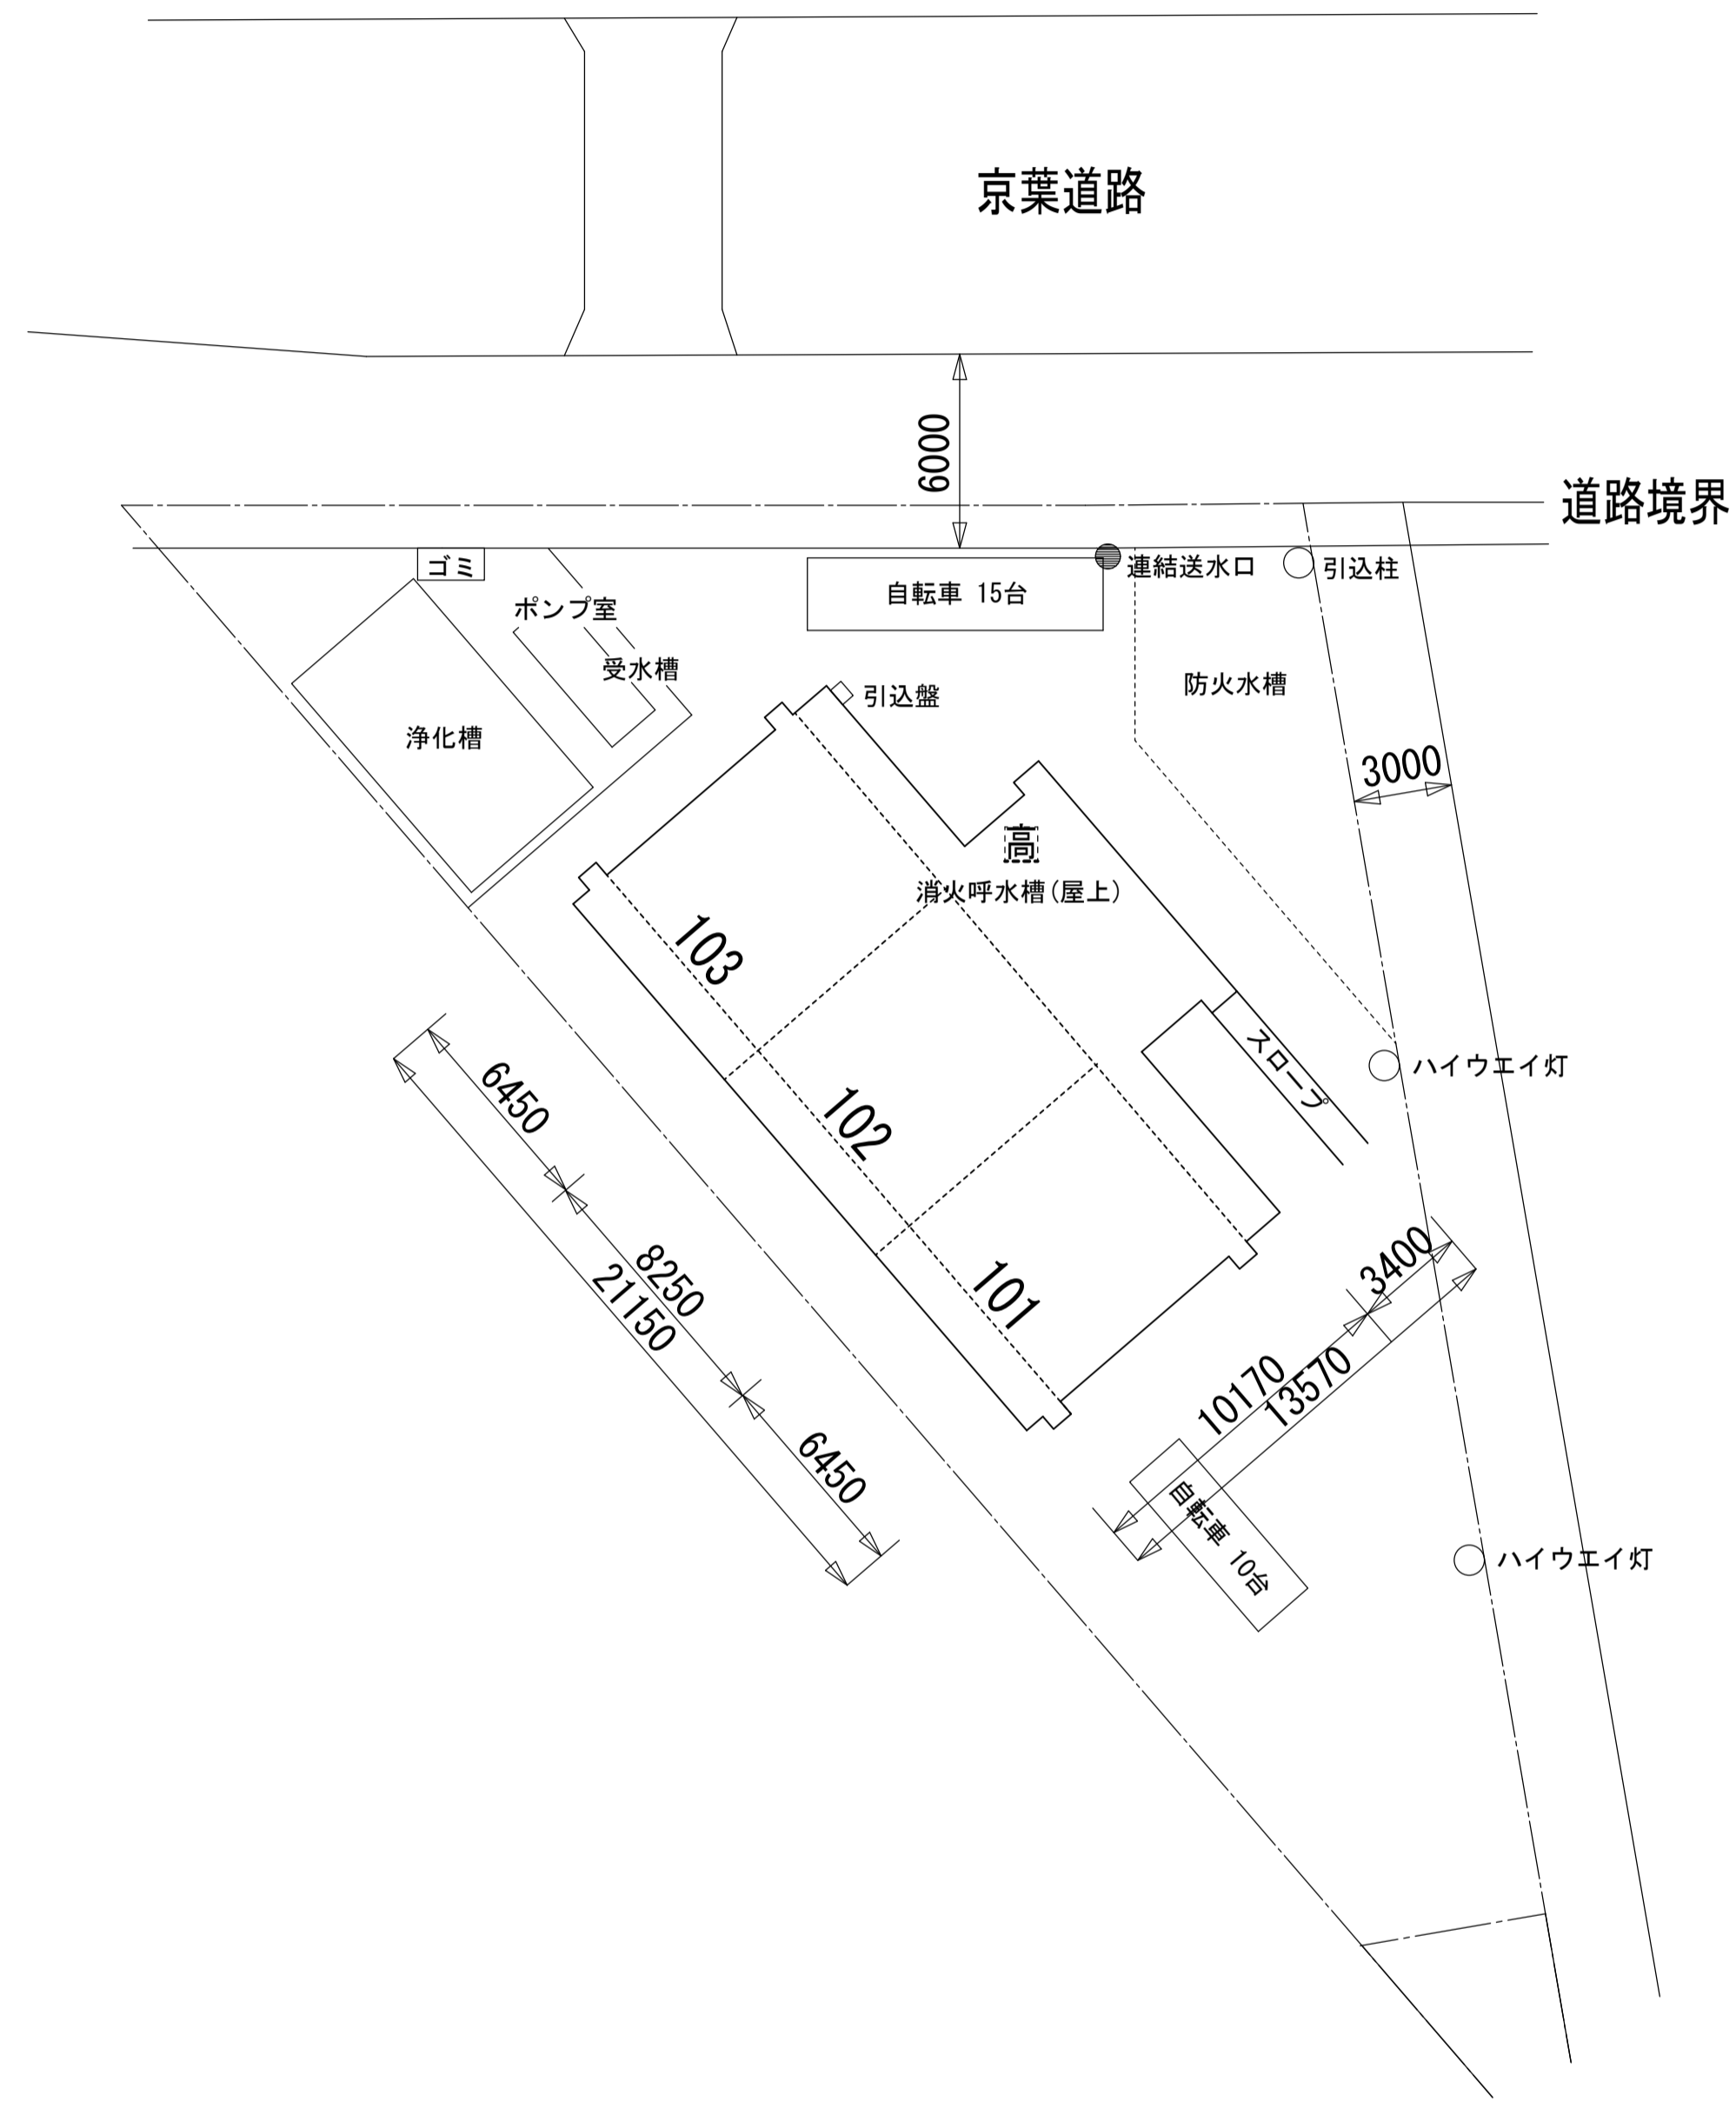 京葉道路
6000
道路境界
ゴミ
ポンプ室
受水槽
浄化槽
自転車 15台
連結送水口
引込柱
引込盤
防火水槽
3000
高
消火呼水槽(屋上)
103
102
101
スロープ
ハイウエイ灯
6450
8250
21150
6450
3400
10170
13570
自転車 10台
ハイウエイ灯